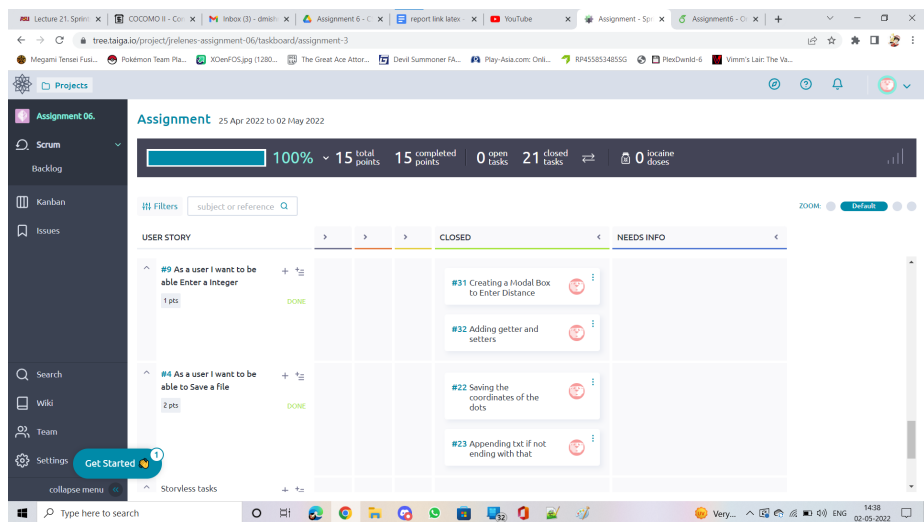 Lecture 21. Sprin
COCOMO II - Con
Inbox (3) - dmish
Assignment 6 - C
report link latex -
YouTube
Assignment - Spr
Assignment6 - O
tree.taiga.io/project/jrelenes-assignment-06/taskboard/assignment-3
Megami Tensei Fusi...
Pokémon Team Pla...
XOenFOS.jpg (1280...
The Great Ace Attor...
Devil Summoner FA...
Play-Asia.com: Onli...
RP455853485SG
PlexDwnld-6
Vimm's Lair: The Va...
Projects
Assignment 06.
Scrum
Backlog
Kanban
Issues
Search
Wiki
Team
Settings
Get Started
1
collapse menu
Assignment 25 Apr 2022 to 02 May 2022
100%
15 total points
15 completed points
0 open tasks
21 closed tasks
0 iocaine doses
Filters
subject or reference
ZOOM:
Default
USER STORY
CLOSED
NEEDS INFO
#9 As a user I want to be
able Enter a Integer
1 pts
DONE
#31 Creating a Modal Box
to Enter Distance
#32 Adding getter and
setters
#4 As a user I want to be
able to Save a file
2 pts
DONE
#22 Saving the
coordinates of the
dots
#23 Appending txt if not
ending with that
Storyless tasks
Type here to search
32
Very...
ENG
14:38
02-05-2022